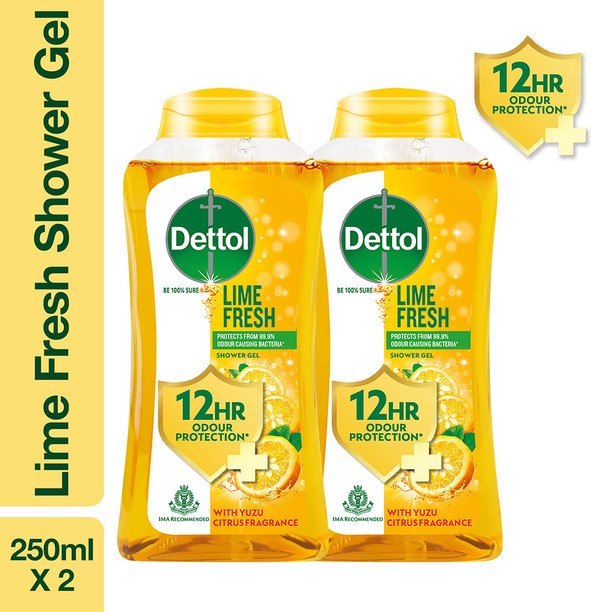 Lime Fresh Shower Gel
250ml
X 2
12HR
ODOUR
PROTECTION*
Dettol
BE 100% SURE
LIME
FRESH
PROTECTS FROM 99.9%
ODOUR CAUSING BACTERIA*
SHOWER GEL
12HR
ODOUR
PROTECTION*
IMA RECOMMENDED
WITH YUZU
CITRUS FRAGRANCE
Dettol
BE 100% SURE
LIME
FRESH
PROTECTS FROM 99.9%
ODOUR CAUSING BACTERIA*
SHOWER GEL
12HR
ODOUR
PROTECTION*
IMA RECOMMENDED
WITH YUZU
CITRUS FRAGRANCE